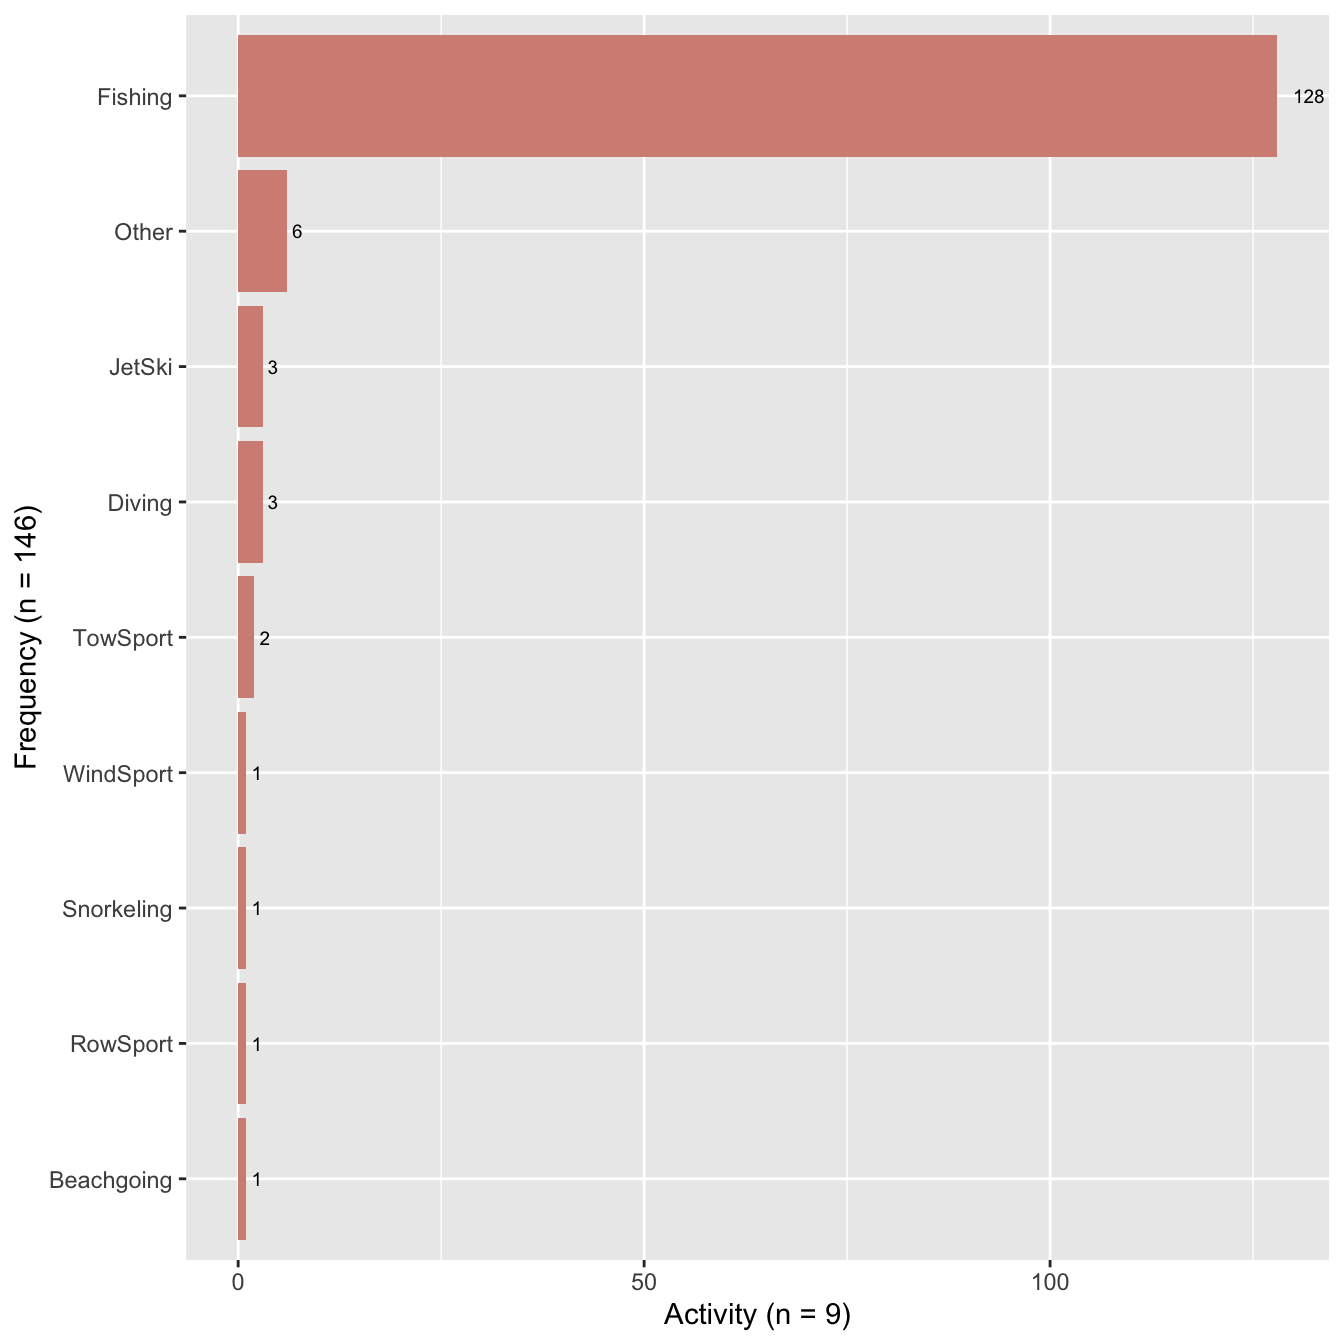 Fishing
128
Other
6
JetSki
3
Diving
3
TowSport
2
WindSport
1
Snorkeling
1
RowSport
1
Beachgoing
1
0
50
100
Activity (n = 9)
Frequency (n = 146)